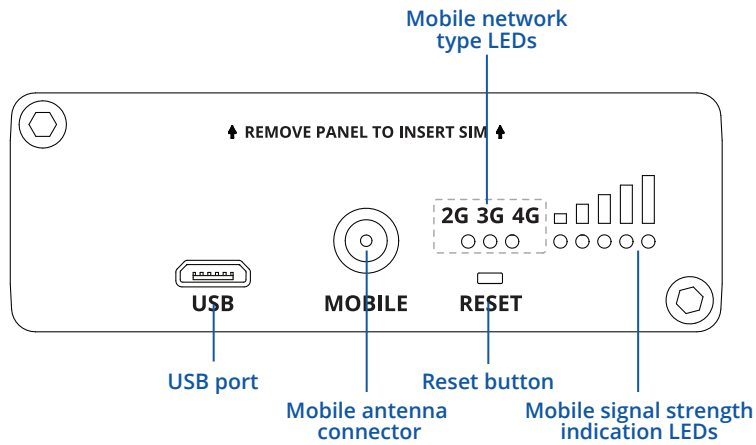 Mobile network
type LEDs
REMOVE PANEL TO INSERT SIM
2G 3G 4G
USB
MOBILE
RESET
USB port
Mobile antenna
connector
Reset button
Mobile signal strength
indication LEDs